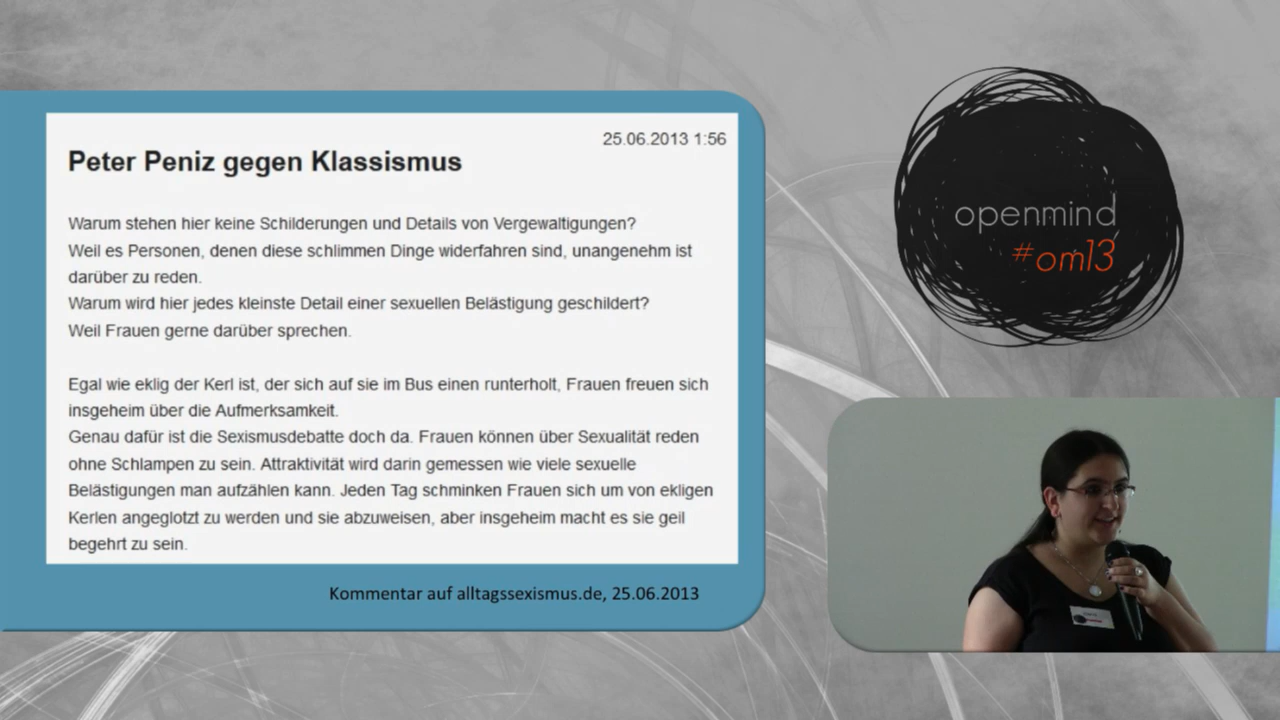 25.06.2013 1:56
Peter Peniz gegen Klassismus
Warum stehen hier keine Schilderungen und Details von Vergewaltigungen?
Weil es Personen, denen diese schlimmen Dinge widerfahren sind, unangenehm ist
darüber zu reden.
Warum wird hier jedes kleinste Detail einer sexuellen Belästigung geschildert?
Weil Frauen gerne darüber sprechen.
Egal wie eklig der Kerl ist, der sich auf sie im Bus einen runterholt, Frauen freuen sich
insgeheim über die Aufmerksamkeit.
Genau dafür ist die Sexismusdebatte doch da. Frauen können über Sexualität reden
ohne Schlampen zu sein. Attraktivität wird darin gemessen wie viele sexuelle
Belästigungen man aufzählen kann. Jeden Tag schminken Frauen sich um von ekligen
Kerlen angeglotzt zu werden und sie abzuweisen, aber insgeheim macht es sie geil
begehrt zu sein.
Kommentar auf alltagssexismus.de, 25.06.2013
openmind
#om13